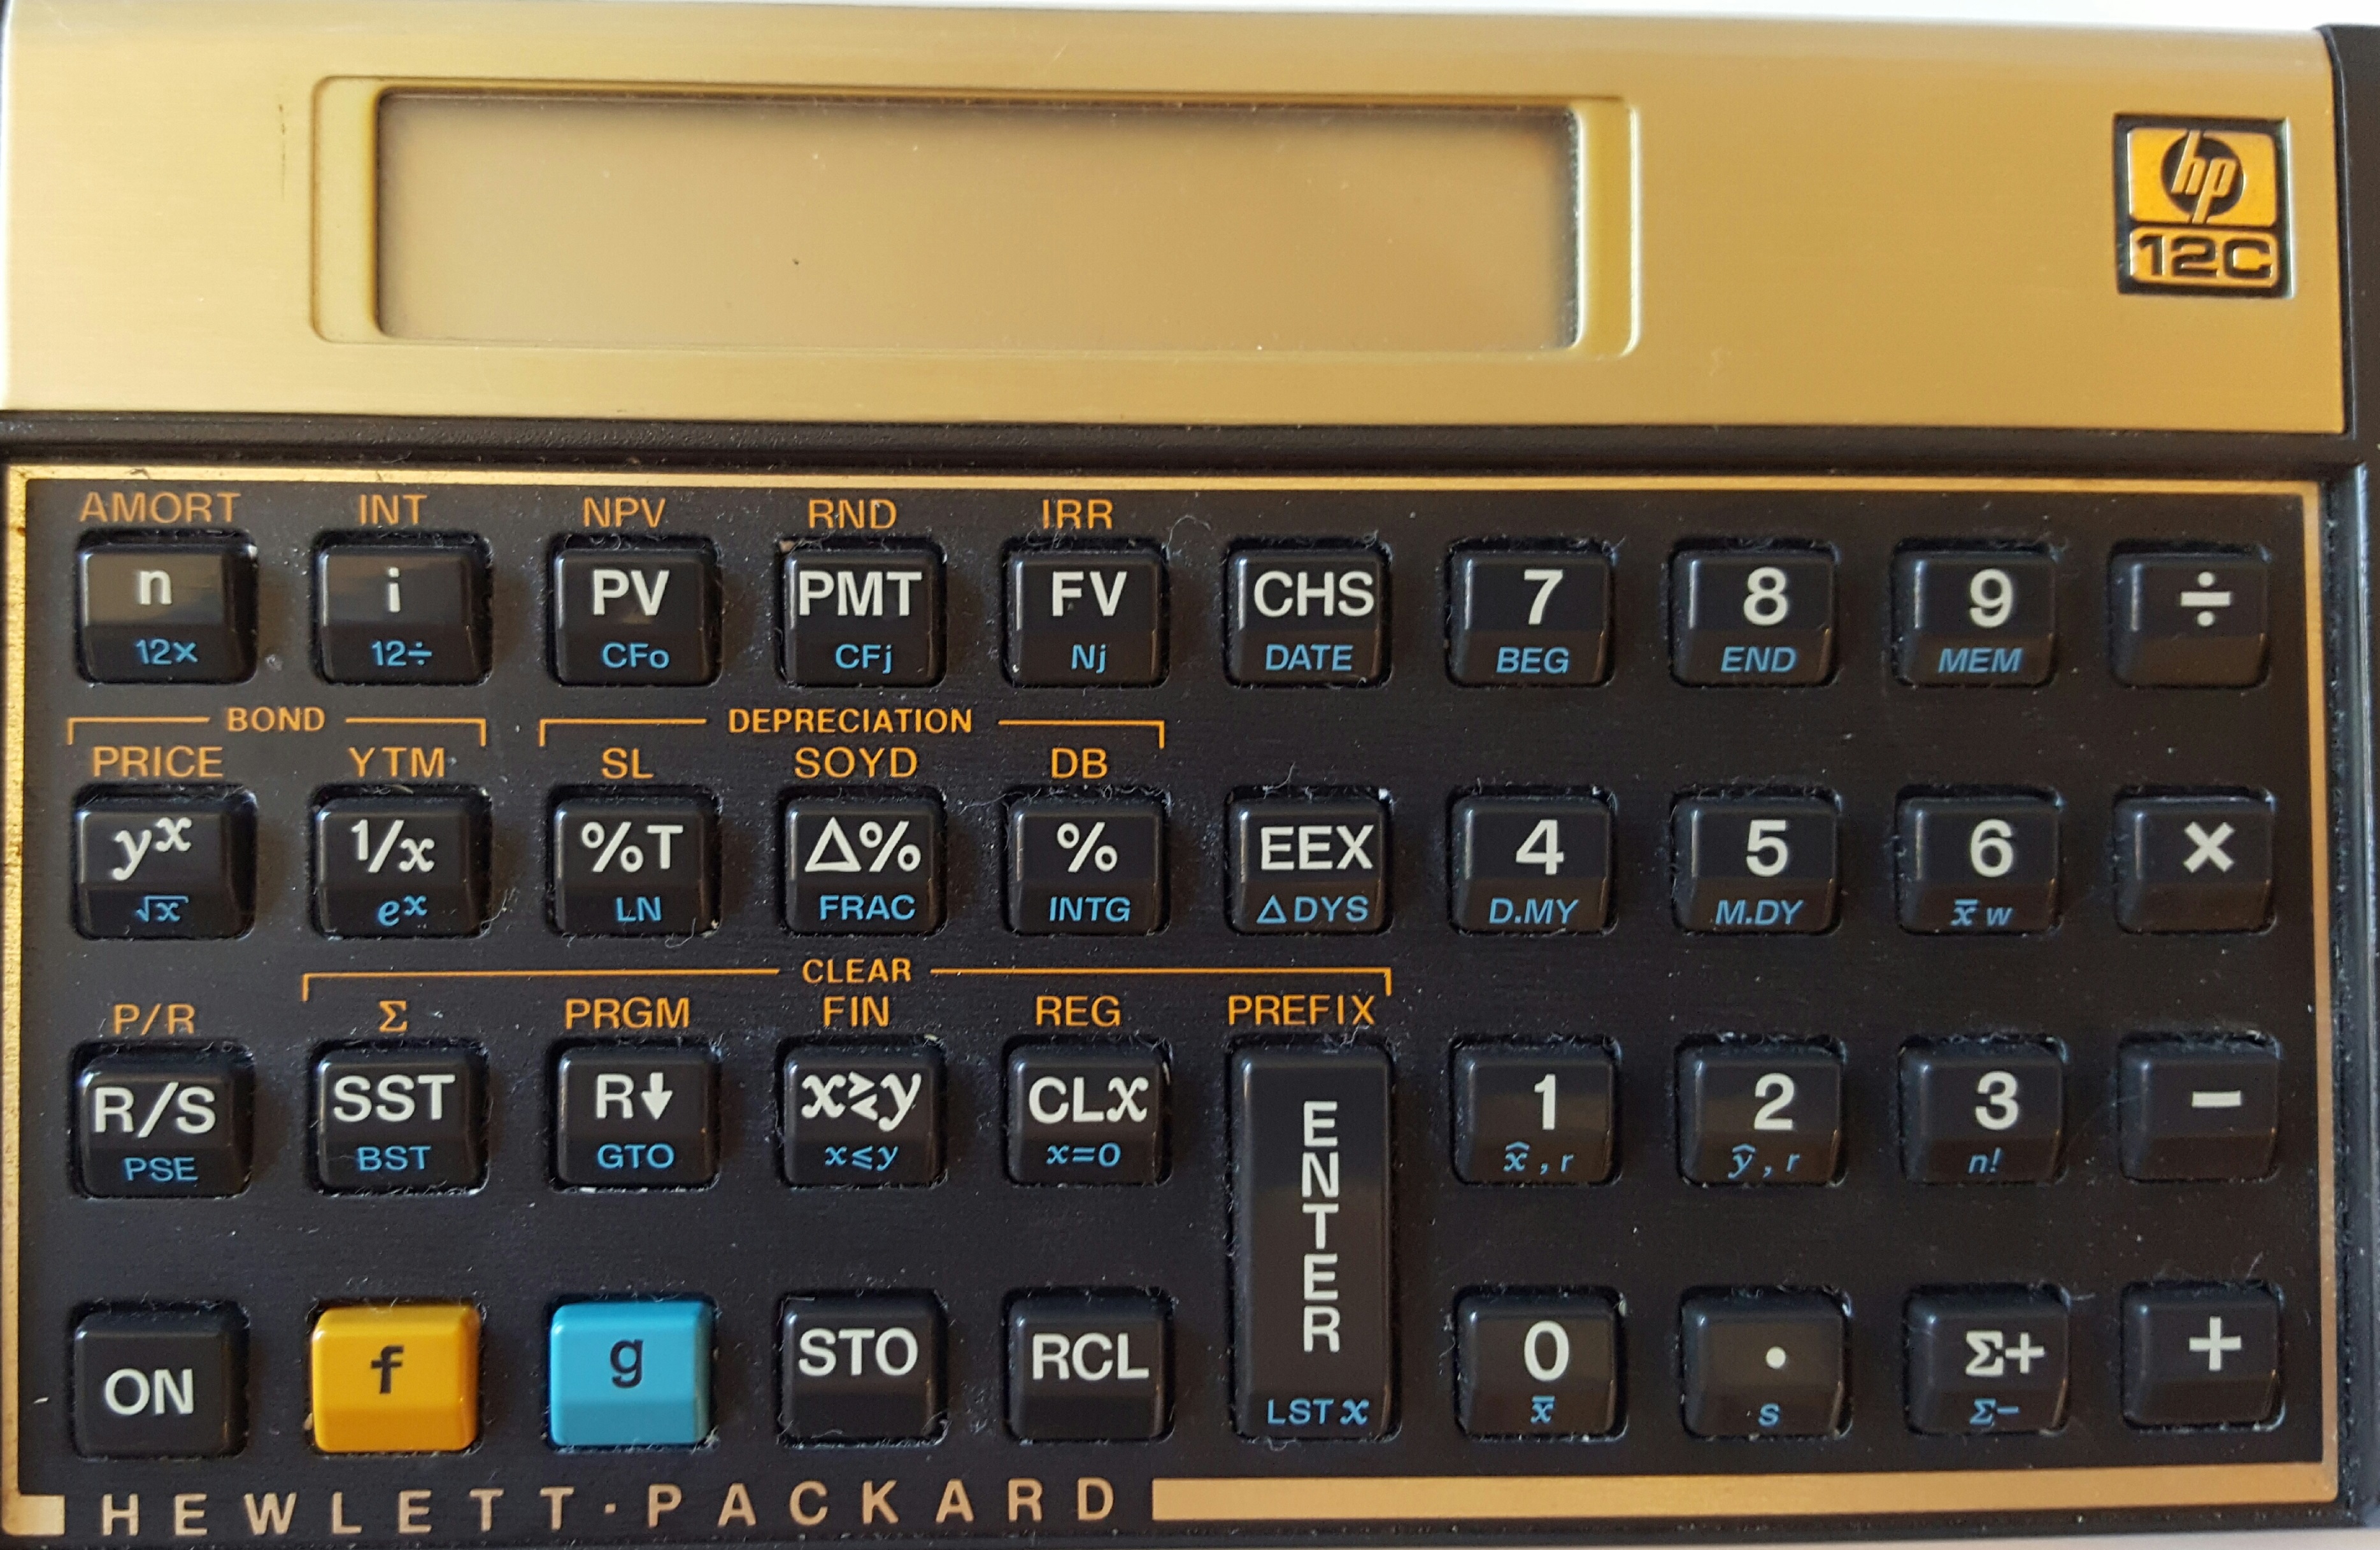 hp
12C
AMORT INT NPV RND IRR
n i PV PMT FV CHS 7 8 9 ÷
12× 12÷ CFo CFj Nj DATE BEG END MEM
BOND DEPRECIATION
PRICE YTM SL SOYD DB
yˣ 1/x %T Δ% % EEX 4 5 6 ×
√x eˣ LN FRAC INTG ΔDYS D.MY M.DY x̅ w
CLEAR
P/R Σ PRGM FIN REG PREFIX
R/S SST R↓ x≷y CLx ENTER 1 2 3 −
PSE BST GTO x≤y x=0 x̂,r ŷ,r n!
ON f g STO RCL 0 · Σ+ +
LST x x̅ s Σ−
HEWLETT·PACKARD